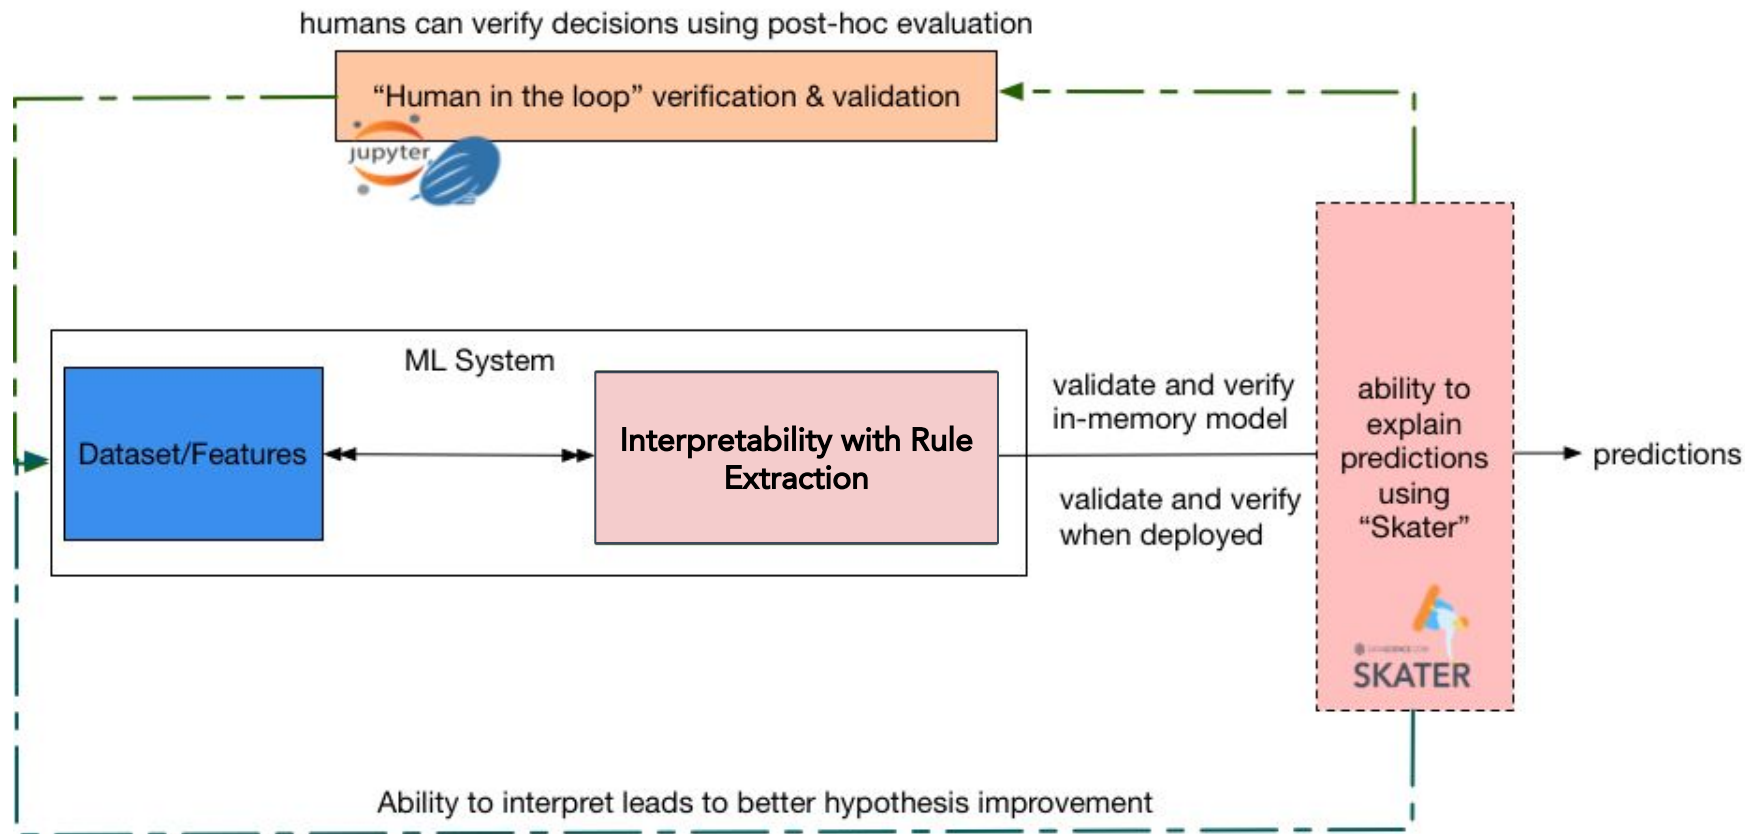 humans can verify decisions using post-hoc evaluation
“Human in the loop” verification & validation
jupyter
ML System
Dataset/Features
Interpretability with Rule
Extraction
validate and verify
in-memory model
validate and verify
when deployed
ability to
explain
predictions
using
“Skater”
SKATER
predictions
Ability to interpret leads to better hypothesis improvement